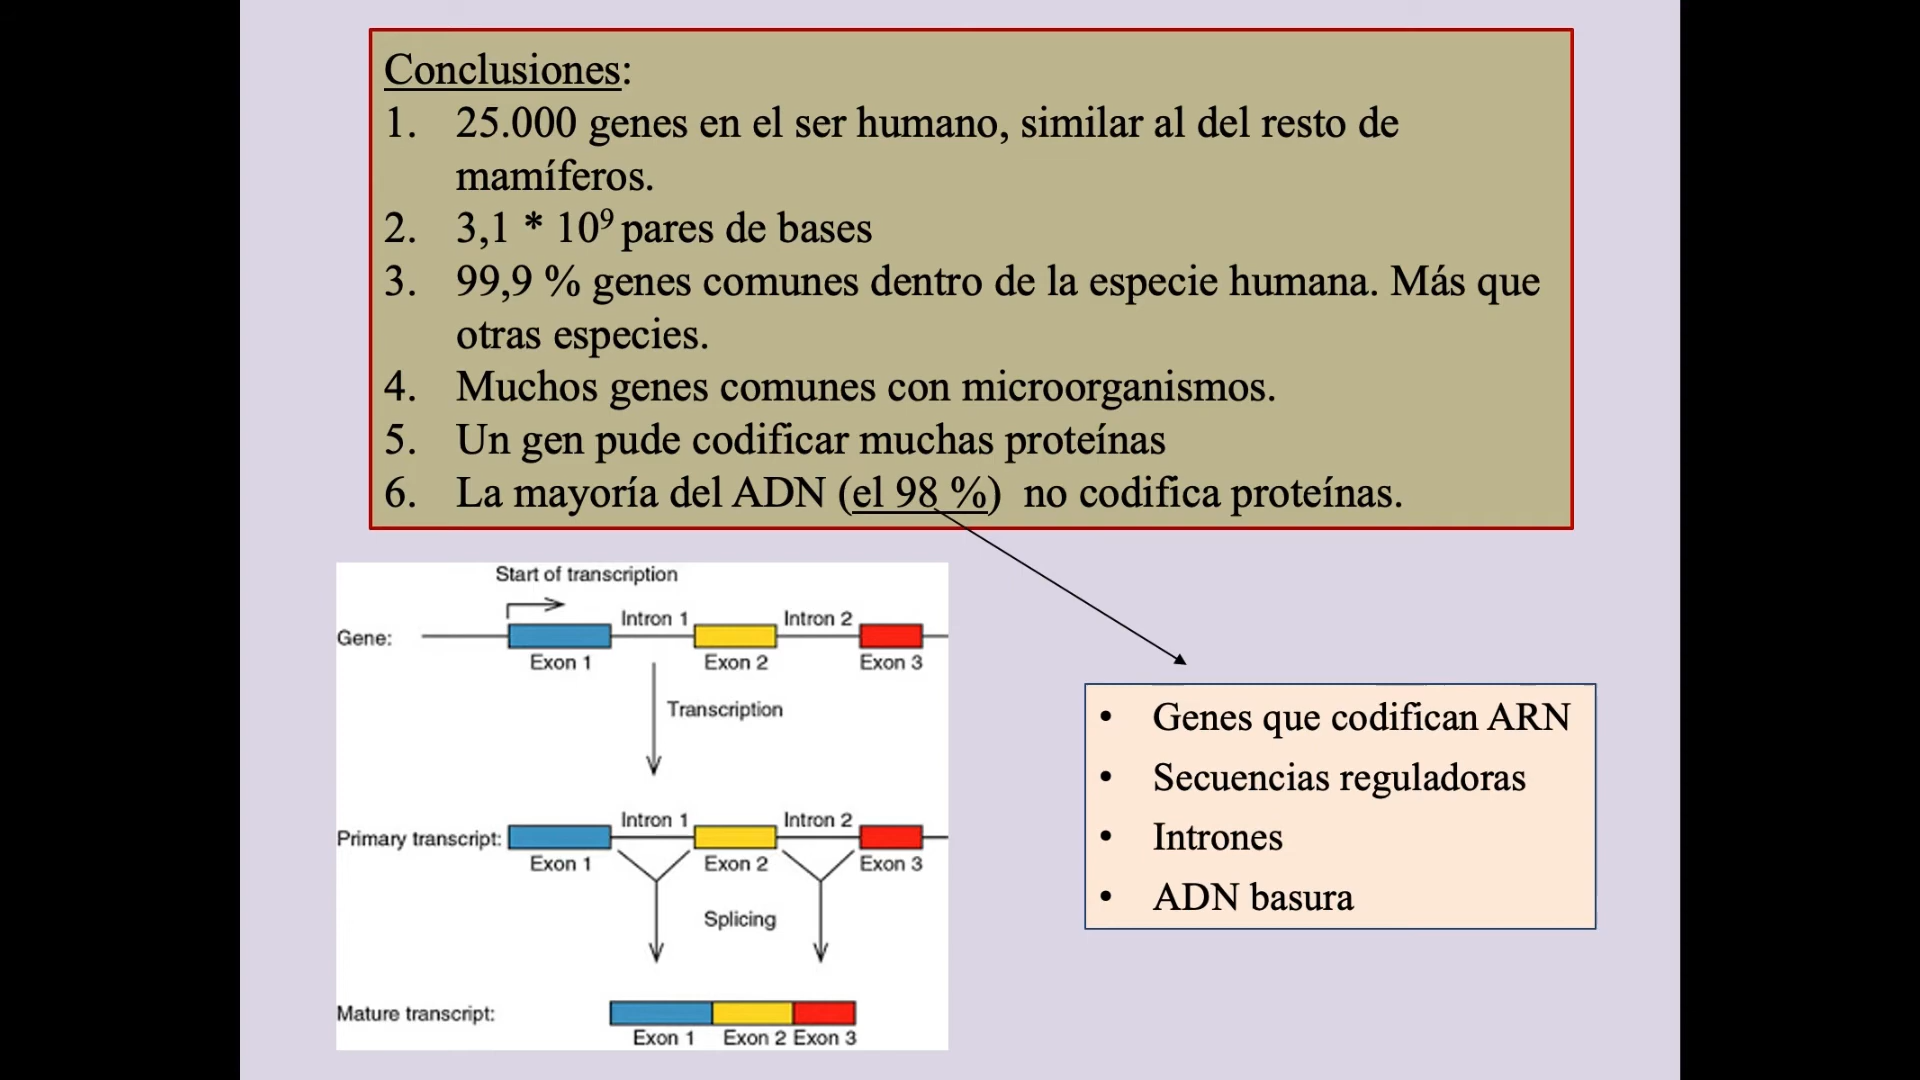 Conclusiones:
1. 25.000 genes en el ser humano, similar al del resto de
mamíferos.
2. 3,1 * 10⁹ pares de bases
3. 99,9 % genes comunes dentro de la especie humana. Más que
otras especies.
4. Muchos genes comunes con microorganismos.
5. Un gen pude codificar muchas proteínas
6. La mayoría del ADN (el 98 %) no codifica proteínas.
Start of transcription
Intron 1 Intron 2
Gene:
Exon 1 Exon 2 Exon 3
Transcription
Intron 1 Intron 2
Primary transcript:
Exon 1 Exon 2 Exon 3
Splicing
Mature transcript:
Exon 1 Exon 2 Exon 3
• Genes que codifican ARN
• Secuencias reguladoras
• Intrones
• ADN basura